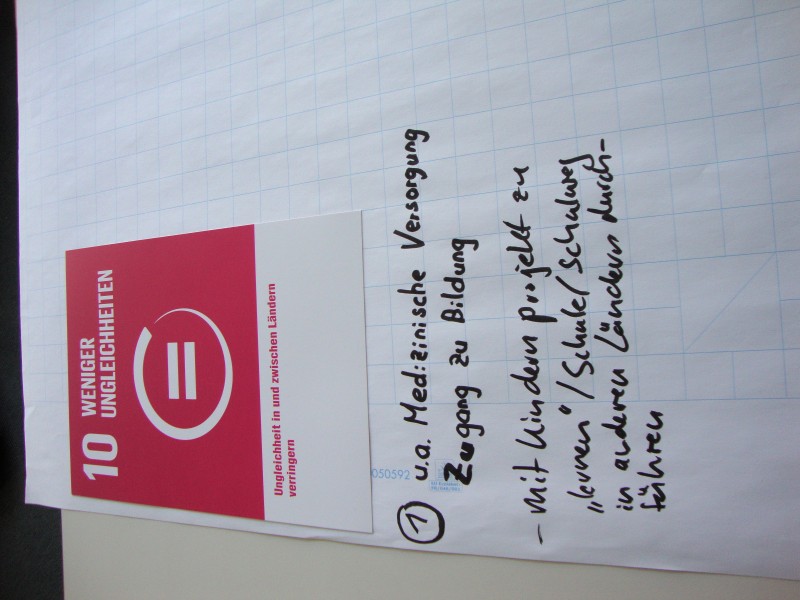 10 WENIGER
UNGLEICHHEITEN
Ungleichheit in und zwischen Ländern
verringern
050592
① u.a. Medizinische Versorgung
Zugang zu Bildung
- mit Kindern projekt zu
„lernen"/Schule/Schulweg
in anderen Ländern durch-
führen